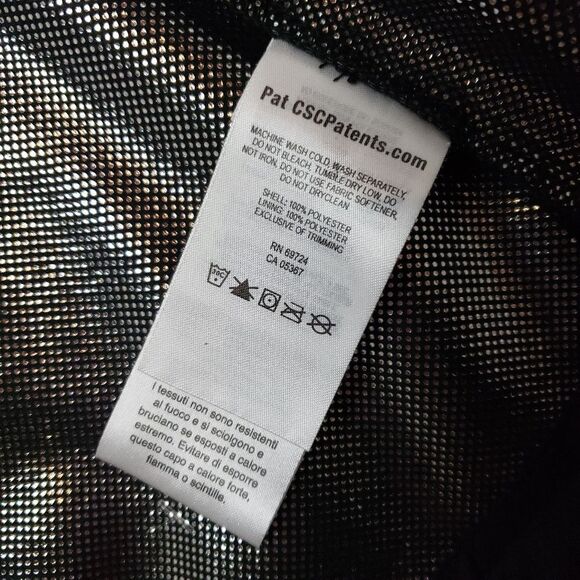 Pat CSCPatents.com
MACHINE WASH COLD. WASH SEPARATELY.
DO NOT BLEACH. TUMBLE DRY LOW. DO
NOT IRON. DO NOT USE FABRIC SOFTENER.
DO NOT DRYCLEAN
SHELL: 100% POLYESTER
LINING: 100% POLYESTER
EXCLUSIVE OF TRIMMING
RN 69724
CA 05367
30C
I tessuti non sono resistenti
al fuoco e si sciolgono e
bruciano se esposti a calore
estremo. Evitare di esporre
questo capo a calore forte,
fiamma o scintille.